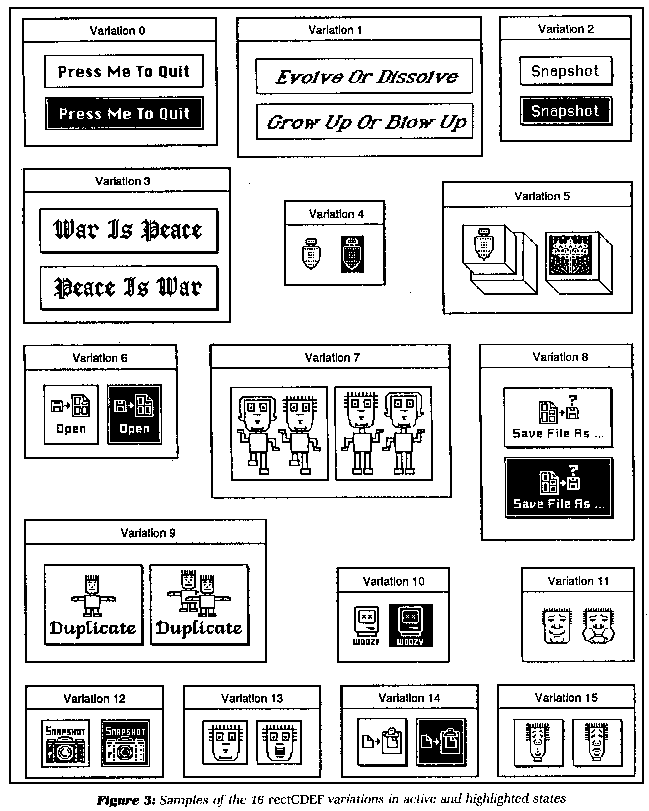 Variation 0
Press Me To Quit
Press Me To Quit
Variation 1
Evolve Or Dissolve
Grow Up Or Blow Up
Variation 2
Snapshot
Snapshot
Variation 3
War Is Peace
Peace Is War
Variation 4
Variation 5
Variation 6
Open
Open
Variation 7
Variation 8
?
Save File As ...
?
Save File As ...
Variation 9
Duplicate
Duplicate
Variation 10
WOOZY
WOOZY
Variation 11
Variation 12
SNAPSHOT
SNAPSHOT
Variation 13
Variation 14
Variation 15
Figure 3: Samples of the 16 rectCDEF variations in active and highlighted states